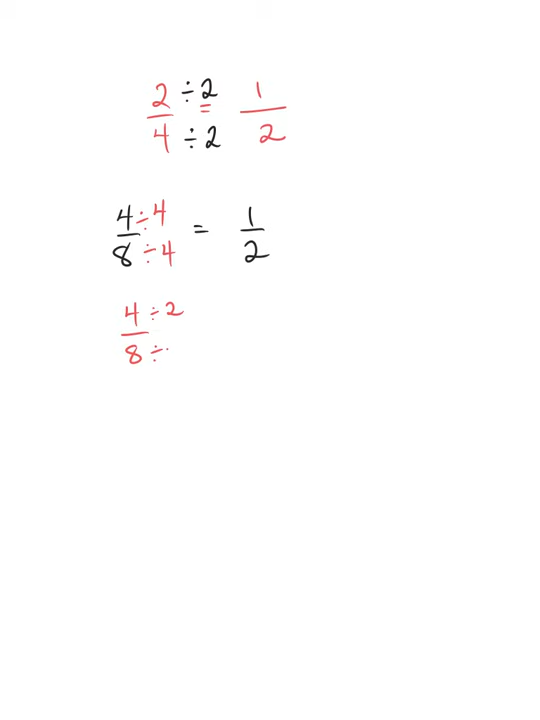 2 ÷ 2 = 1
4 ÷ 2 2
4 ÷ 4 = 1
8 ÷ 4 2
4 ÷ 2
8 ÷